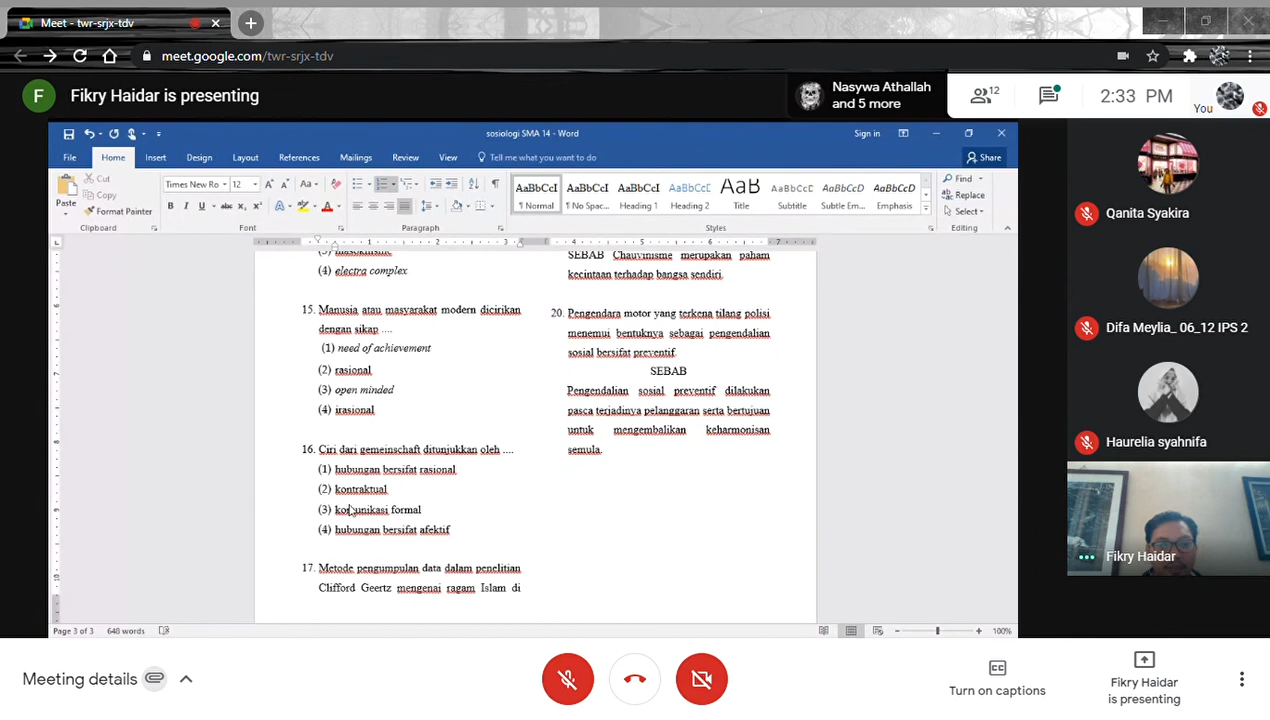 Meet - twr-srjx-tdv
meet.google.com/twr-srjx-tdv
F
Fikry Haidar is presenting
Nasywa Athallah
and 5 more
12
2:33 PM
You
sosiologi SMA 14 - Word
Sign in
File
Home
Insert
Design
Layout
References
Mailings
Review
View
Tell me what you want to do
Share
Paste
Cut
Copy
Format Painter
Clipboard
Times New Ro
12
Font
Paragraph
AaBbCcI
¶ Normal
AaBbCcI
¶ No Spac...
AaBbCcI
Heading 1
AaBbCcI
Heading 2
AaB
Title
AaBbCcD
Subtitle
AaBbCcD
Subtle Em...
AaBbCcD
Emphasis
Styles
Find
Replace
Select
Editing
1 2 3 4 5 6 7
(4) electra complex
15. Manusia atau masyarakat modern dicirikan
dengan sikap ....
(1) need of achievement
(2) rasional
(3) open minded
(4) irasional
16. Ciri dari gemeinschaft ditunjukkan oleh ....
(1) hubungan bersifat rasional
(2) kontraktual
(3) komunikasi formal
(4) hubungan bersifat afektif
17. Metode pengumpulan data dalam penelitian
Clifford Geertz mengenai ragam Islam di
SEBAB Chauvinisme merupakan paham
kecintaan terhadap bangsa sendiri.
20. Pengendara motor yang terkena tilang polisi
menemui bentuknya sebagai pengendalian
sosial bersifat preventif.
SEBAB
Pengendalian sosial preventif dilakukan
pasca terjadinya pelanggaran serta bertujuan
untuk mengembalikan keharmonisan
semula.
Page 3 of 3
648 words
100%
Qanita Syakira
Difa Meylia_ 06_12 IPS 2
Haurelia syahnifa
Fikry Haidar
Meeting details
Turn on captions
Fikry Haidar
is presenting